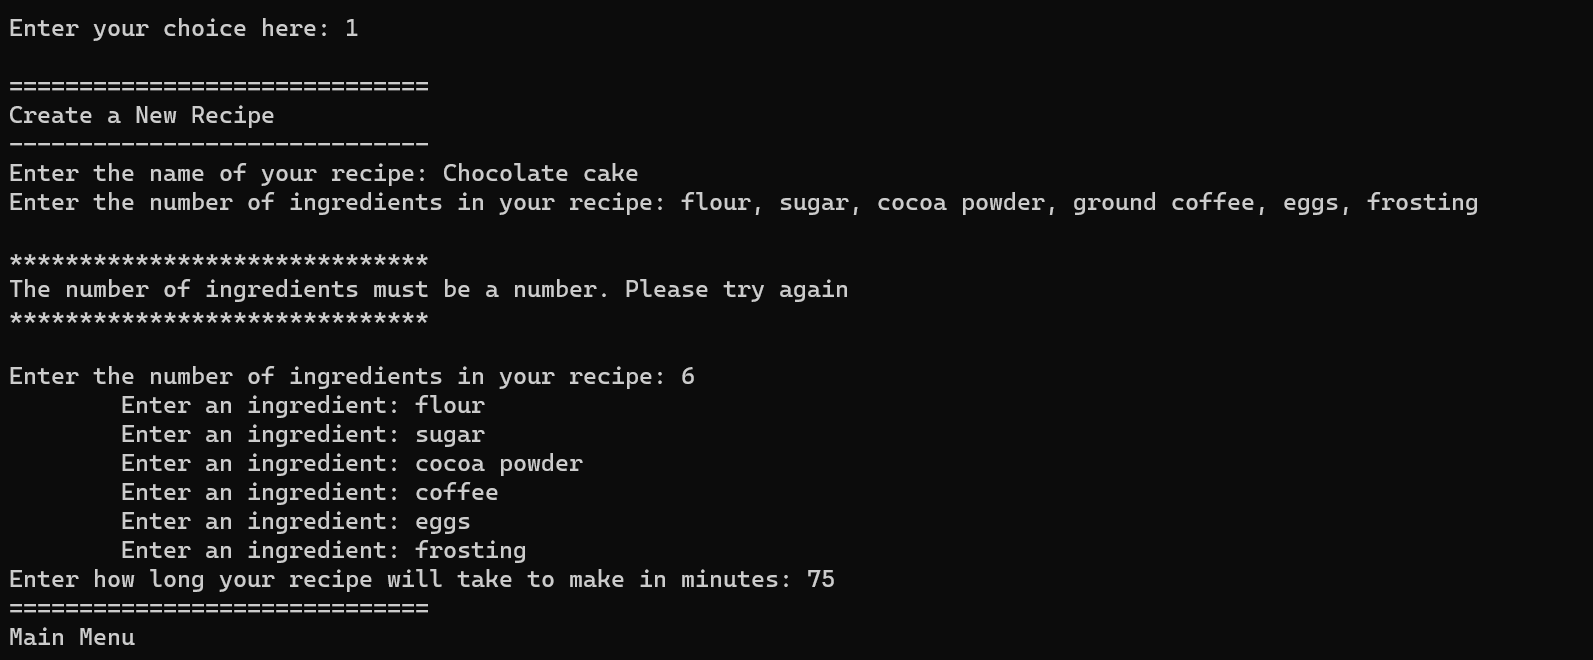 Enter your choice here: 1
==============================
Create a New Recipe
------------------------------
Enter the name of your recipe: Chocolate cake
Enter the number of ingredients in your recipe: flour, sugar, cocoa powder, ground coffee, eggs, frosting
******************************
The number of ingredients must be a number. Please try again
******************************
Enter the number of ingredients in your recipe: 6
Enter an ingredient: flour
Enter an ingredient: sugar
Enter an ingredient: cocoa powder
Enter an ingredient: coffee
Enter an ingredient: eggs
Enter an ingredient: frosting
Enter how long your recipe will take to make in minutes: 75
==============================
Main Menu